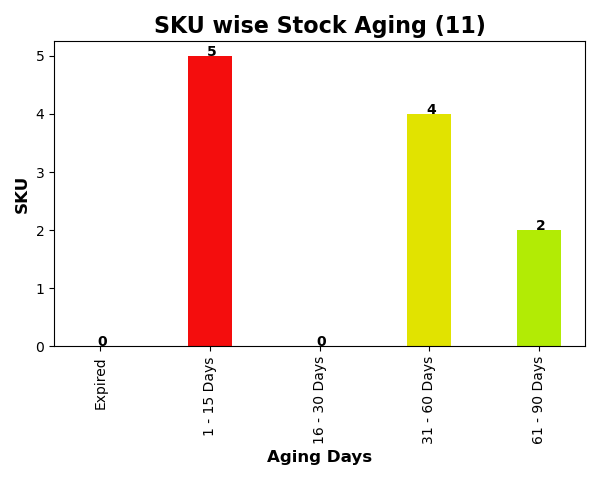 SKU wise Stock Aging (11)
SKU
5
4
3
2
1
0
0
5
0
4
2
Expired
1 - 15 Days
16 - 30 Days
31 - 60 Days
61 - 90 Days
Aging Days